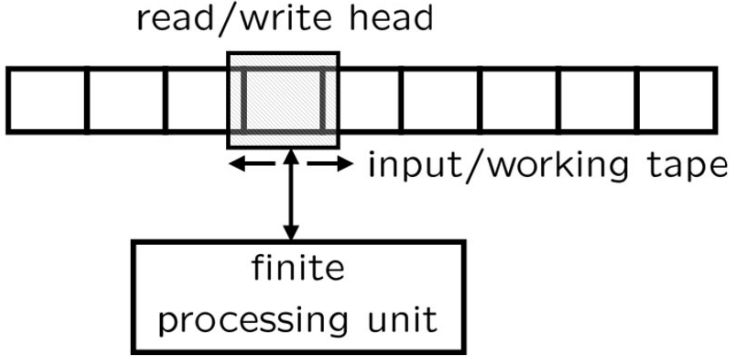 read/write head
input/working tape
finite
processing unit